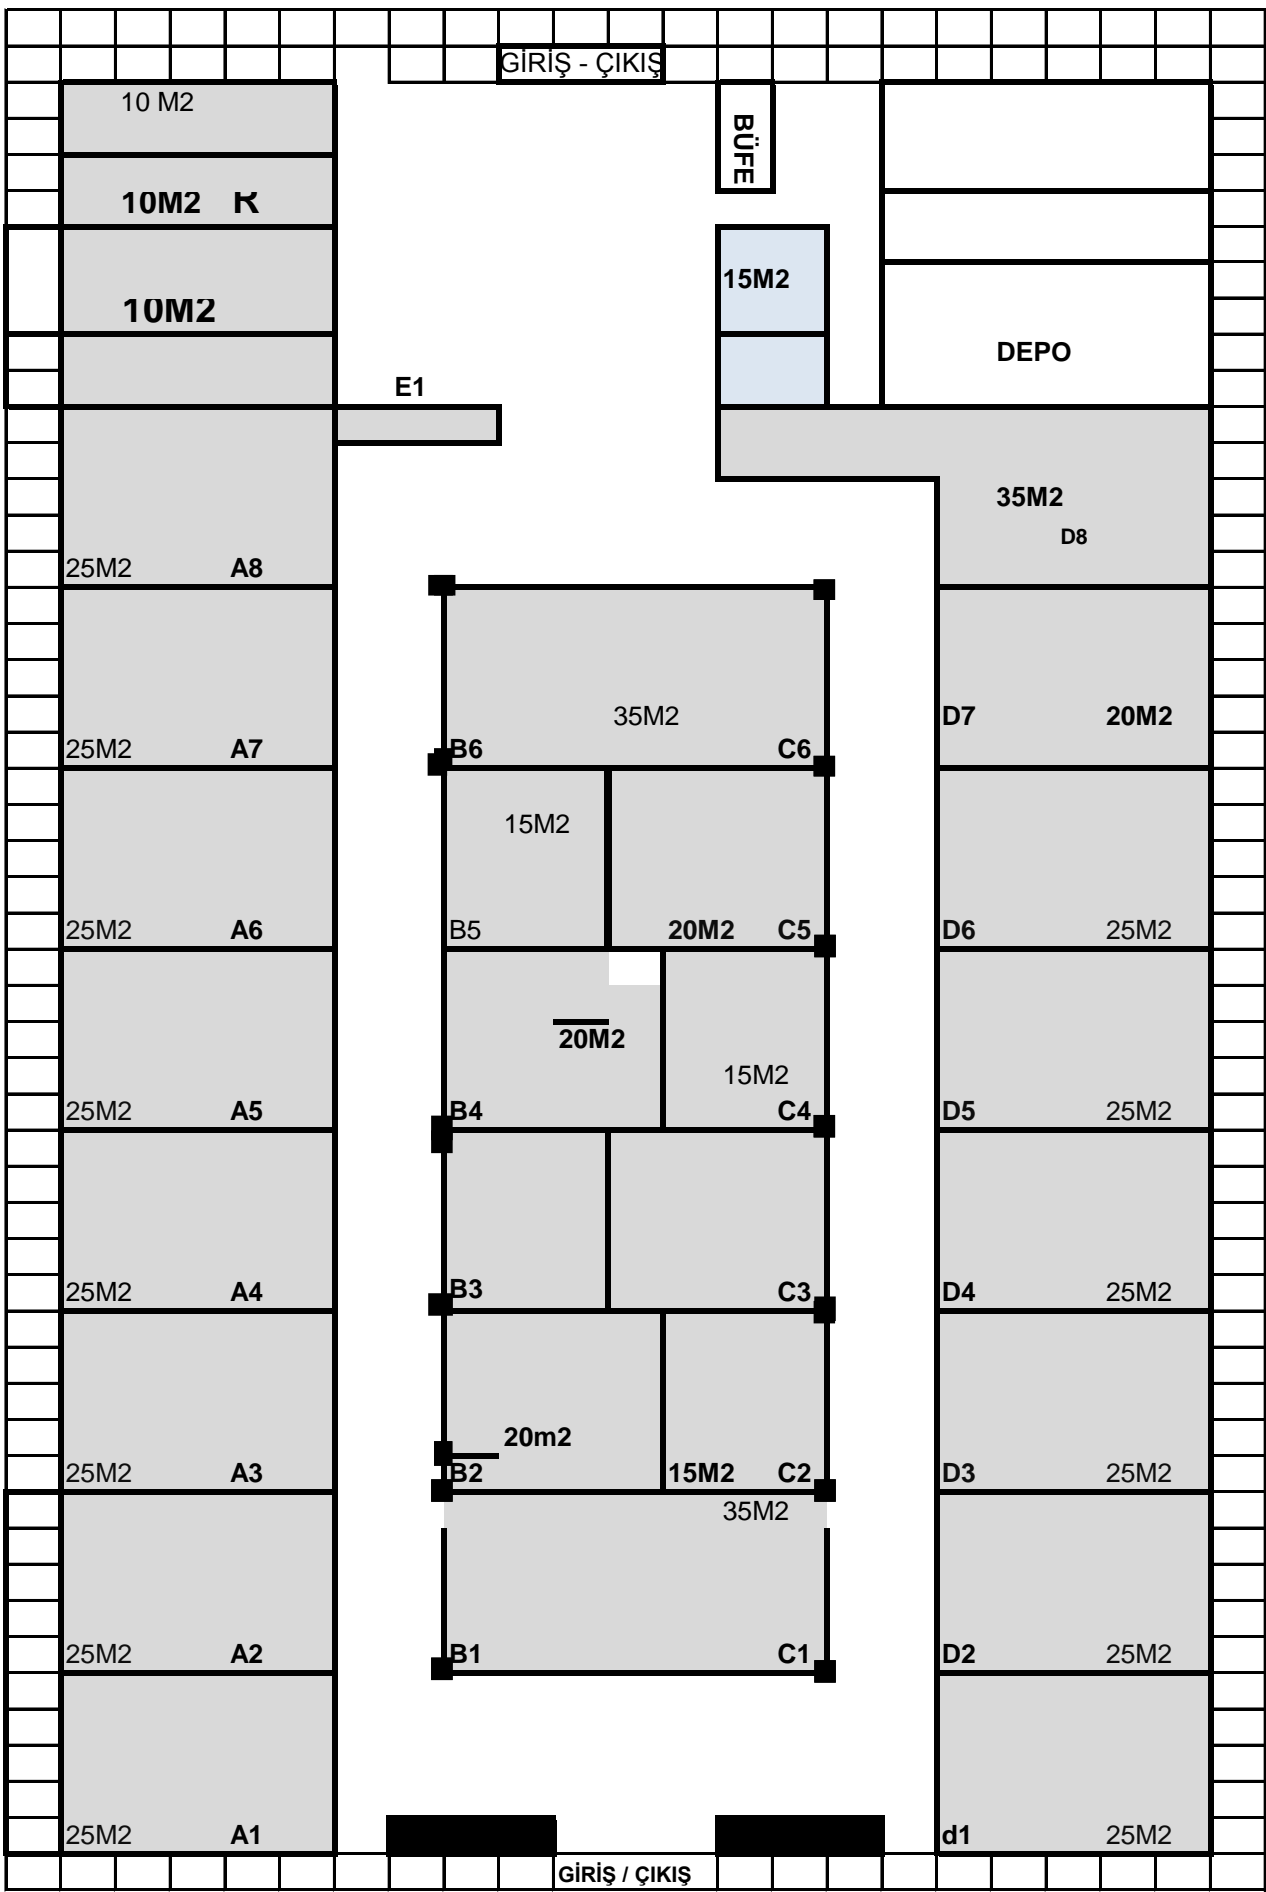 GİRİŞ - ÇIKIŞ
10 M2
BÜFE
10M2 R
15M2
10M2
DEPO
E1
35M2
D8
25M2 A8
35M2
D7 20M2
25M2 A7
B6 C6
15M2
25M2 A6
B5 20M2 C5
D6 25M2
20M2
15M2
25M2 A5
B4 C4
D5 25M2
25M2 A4
B3 C3
D4 25M2
20m2
25M2 A3
B2 15M2 C2
D3 25M2
35M2
25M2 A2
B1 C1
D2 25M2
25M2 A1
d1 25M2
GİRİŞ / ÇIKIŞ